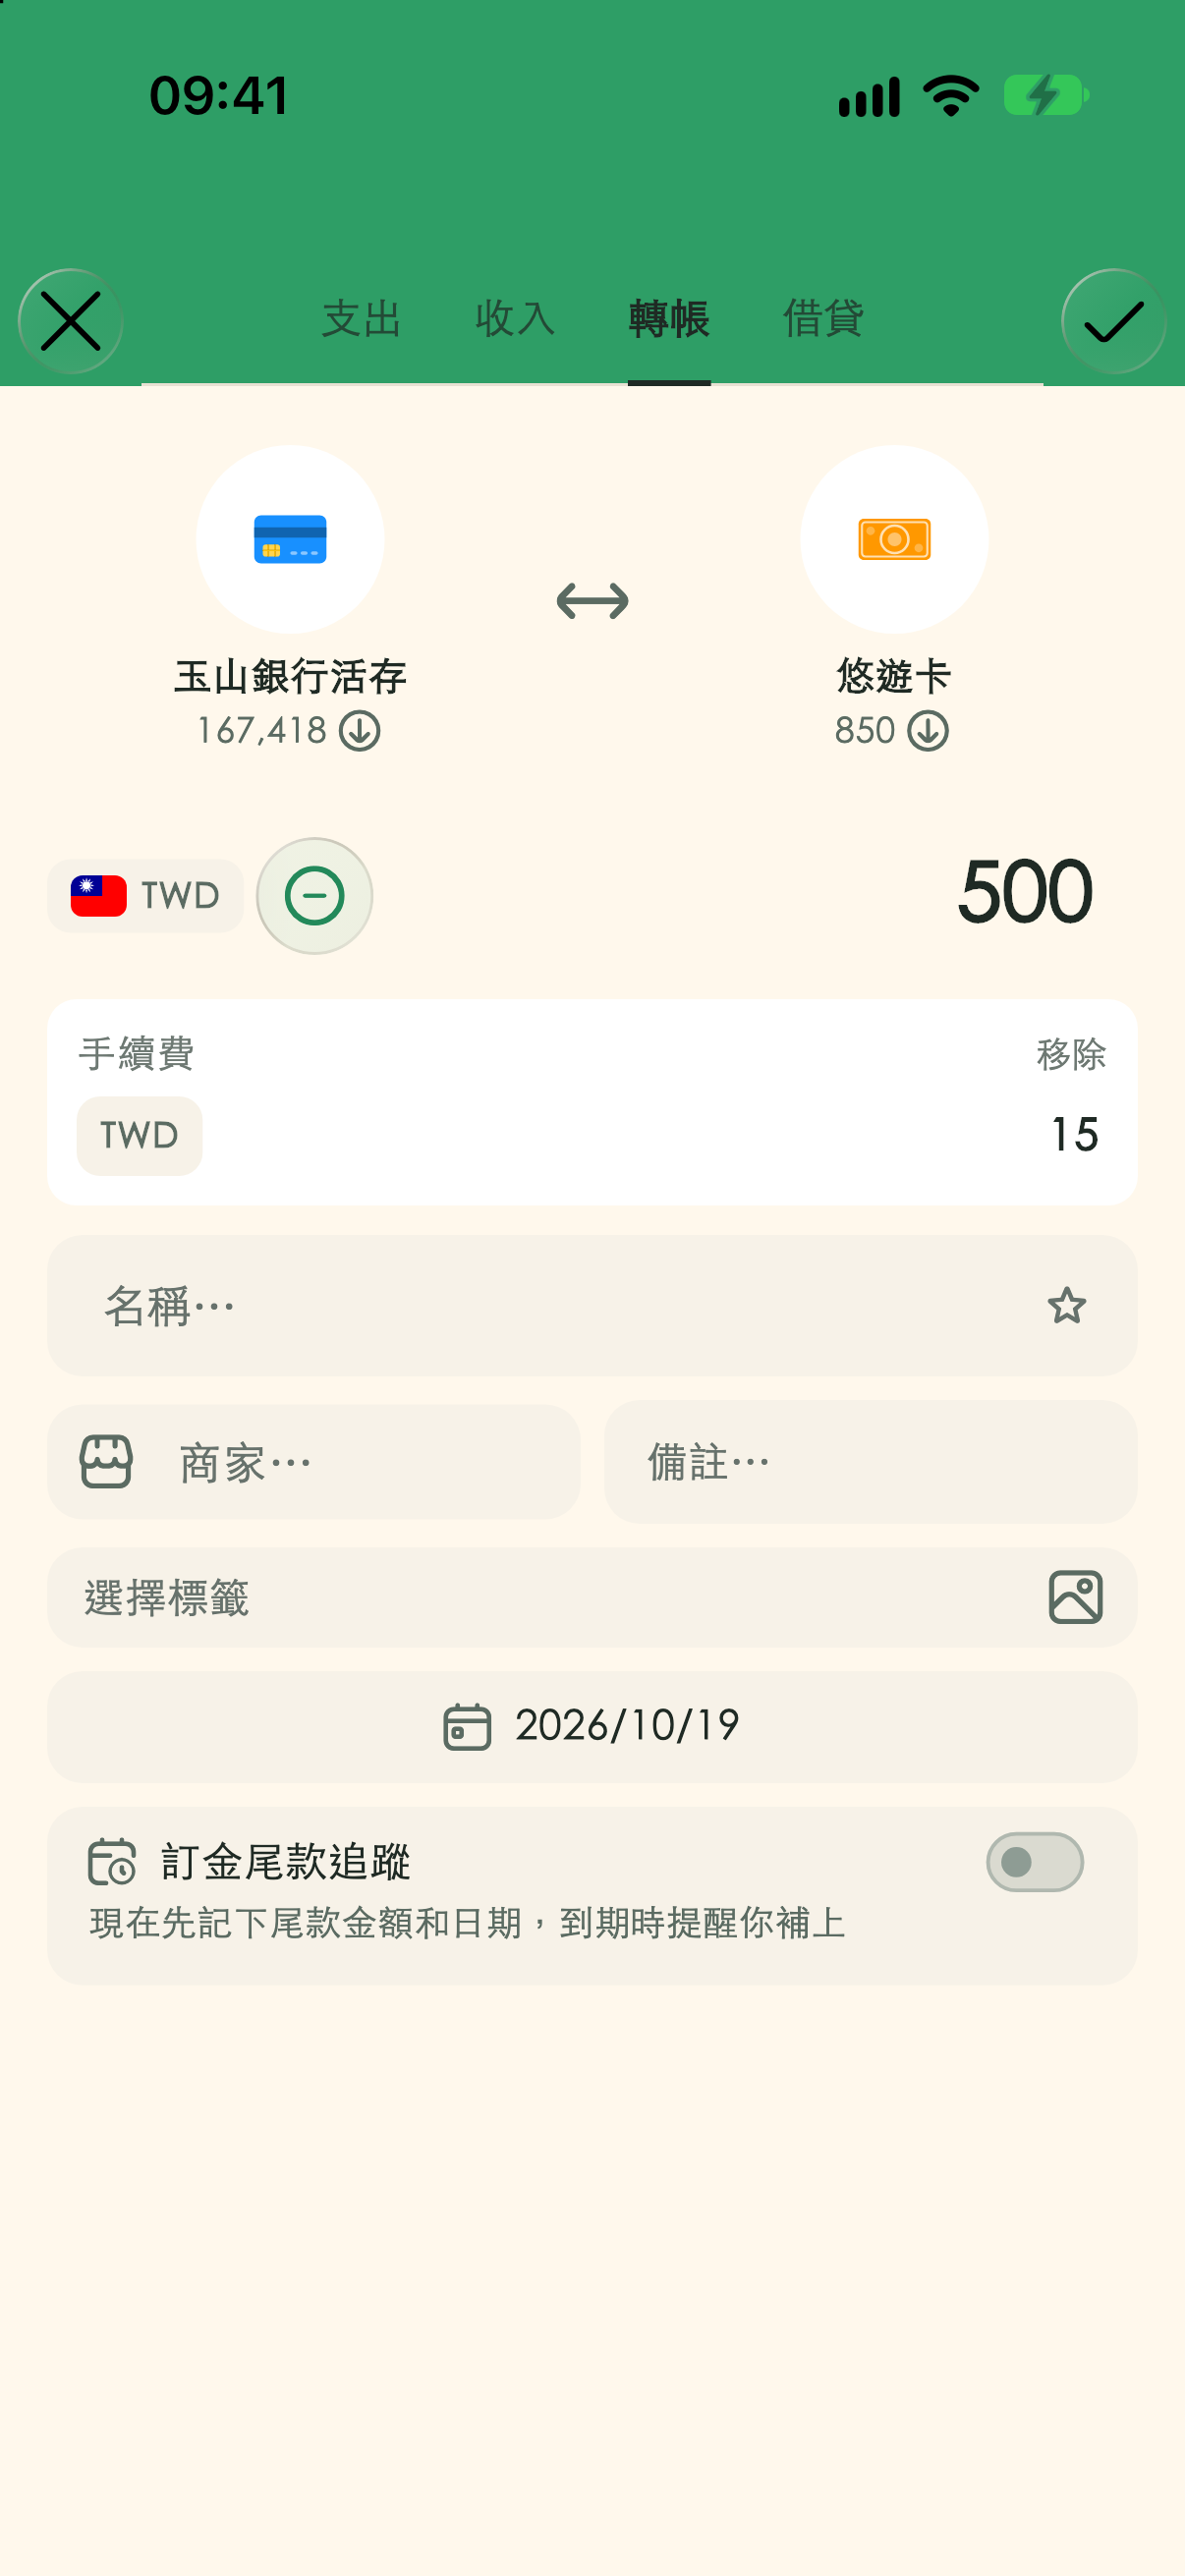 09:41
支出
收入
轉帳
借貸
玉山銀行活存
167,418
悠遊卡
850
TWD
500
手續費
移除
TWD
15
名稱…
商家…
備註…
選擇標籤
2026/10/19
訂金尾款追蹤
現在先記下尾款金額和日期，到期時提醒你補上